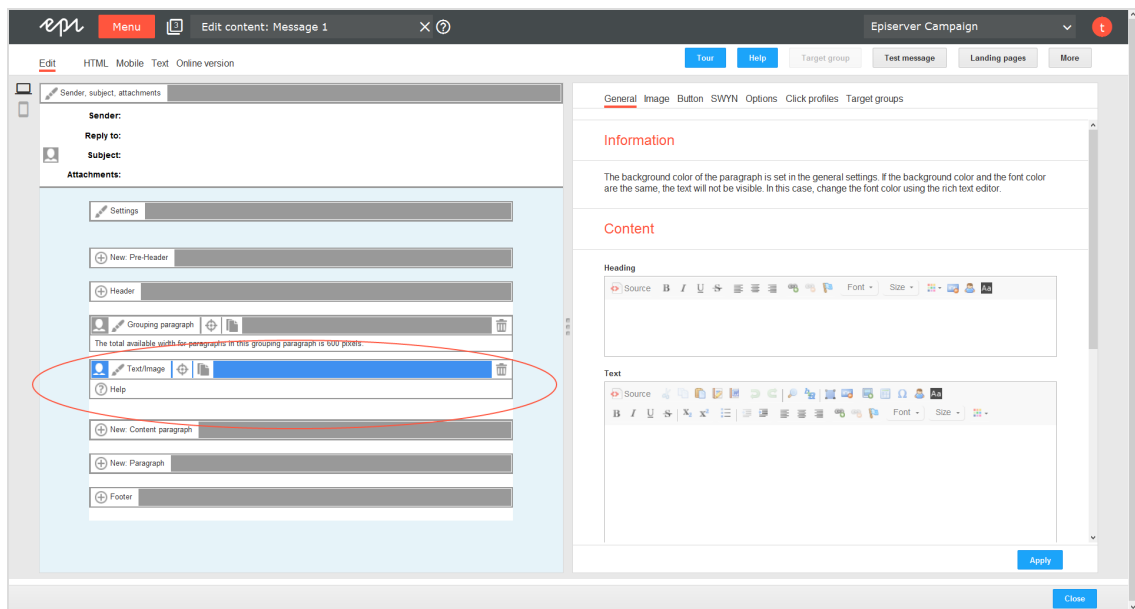 epi Menu 3 Edit content: Message 1 Episerver Campaign t
Edit HTML Mobile Text Online version Tour Help Target group Test message Landing pages More
Sender, subject, attachments
Sender:
Reply to:
Subject:
Attachments:
Settings
New: Pre-Header
Header
Grouping paragraph
The total available width for paragraphs in this grouping paragraph is 600 pixels.
Text/Image
Help
New: Content paragraph
New: Paragraph
Footer
General Image Button SWYN Options Click profiles Target groups
Information
The background color of the paragraph is set in the general settings. If the background color and the font color
are the same, the text will not be visible. In this case, change the font color using the rich text editor.
Content
Heading
Source B I U S Font Size Aa
Text
Source Ω Aa
B I U S X₂ X² Font Size
Apply
Close